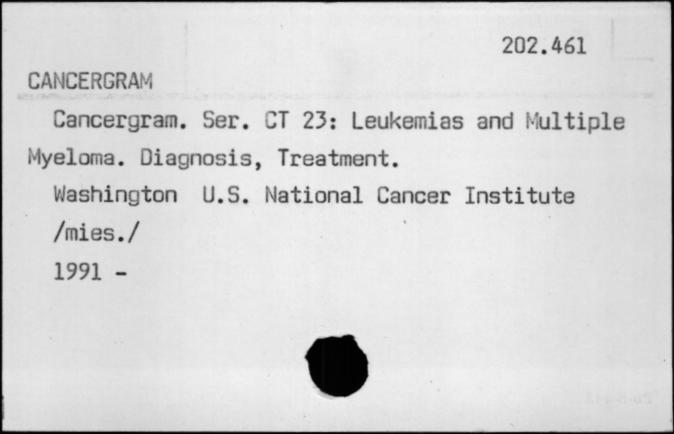 202.461
CANCERGRAM
Cancergram. Ser. CT 23: Leukemias and Multiple
Myeloma. Diagnosis, Treatment.
Washington U.S. National Cancer Institute
/mies./
1991 -